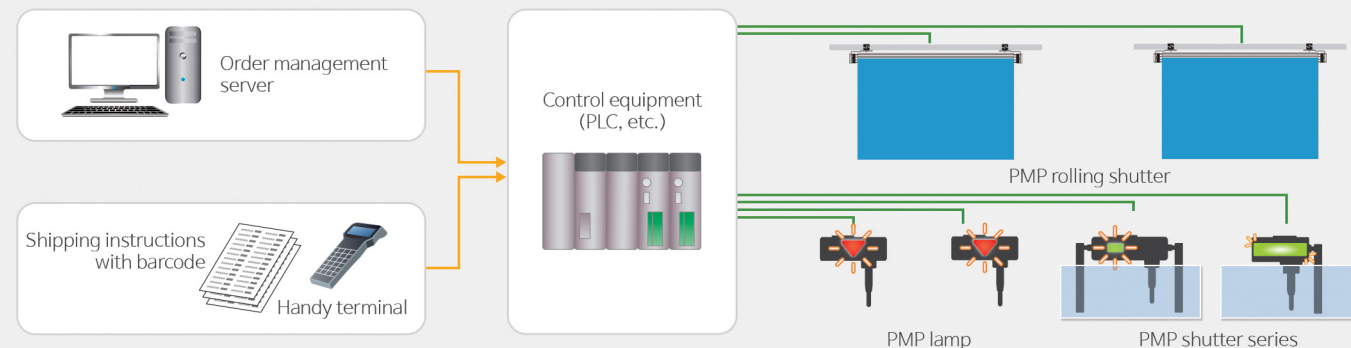 Order management
server
Shipping instructions
with barcode
Handy terminal
Control equipment
(PLC, etc.)
PMP rolling shutter
PMP lamp
PMP shutter series